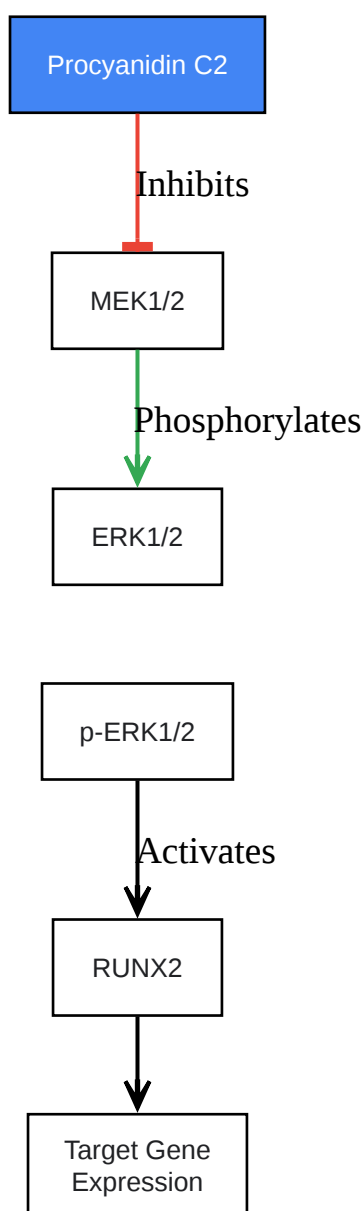 Procyanidin C2
Inhibits
MEK1/2
Phosphorylates
ERK1/2
p-ERK1/2
Activates
RUNX2
Target Gene
Expression